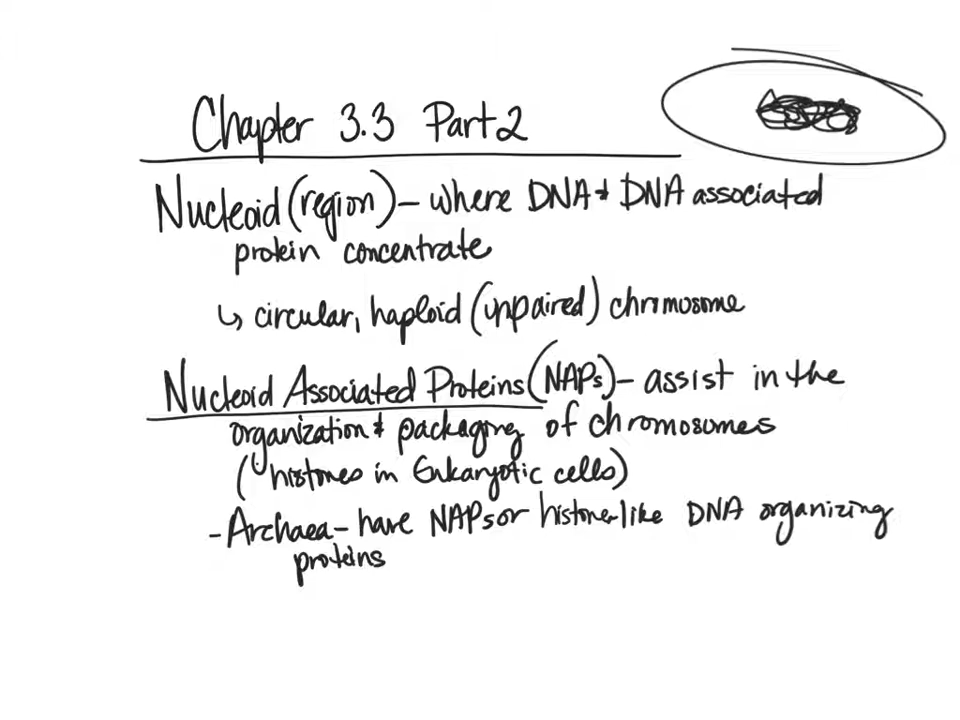 Chapter 3.3 Part 2
Nucleoid (region) – where DNA & DNA associated
protein concentrate
↳ circular, haploid (unpaired) chromosome
Nucleoid Associated Proteins (NAPs) – assist in the
organization & packaging of chromosomes
(histones in Eukaryotic cells)
- Archaea – have NAPs or histone-like DNA organizing
proteins